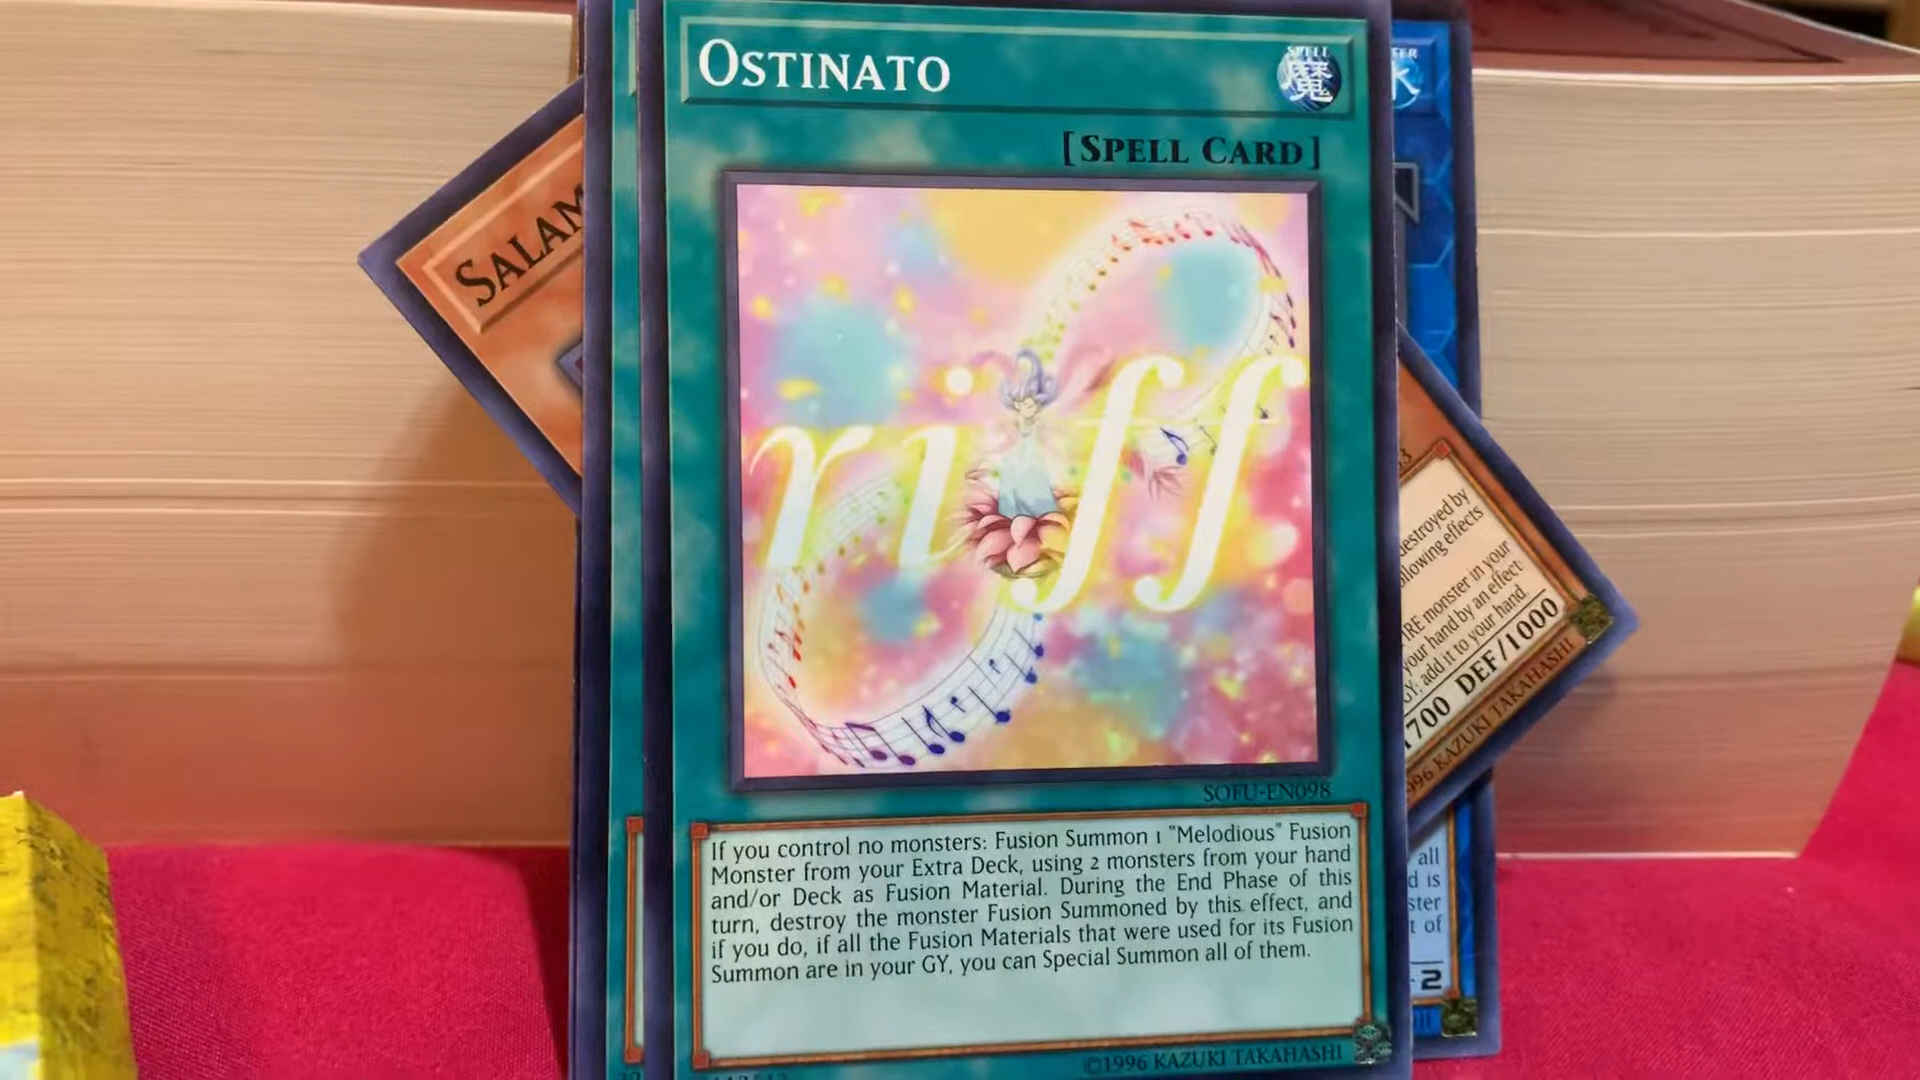 OSTINATO
SPELL
魔
[SPELL CARD]
riff
SOFU-EN098
If you control no monsters: Fusion Summon 1 "Melodious" Fusion
Monster from your Extra Deck, using 2 monsters from your hand
and/or Deck as Fusion Material. During the End Phase of this
turn, destroy the monster Fusion Summoned by this effect, and
if you do, if all the Fusion Materials that were used for its Fusion
Summon are in your GY, you can Special Summon all of them.
©1996 KAZUKI TAKAHASHI
SALAM
destroyed by
following effects
monster in your
your hand by an effect:
GY; add it to your hand.
1700 DEF/1000
KAZUKI TAKAHASHI
all
t of
2